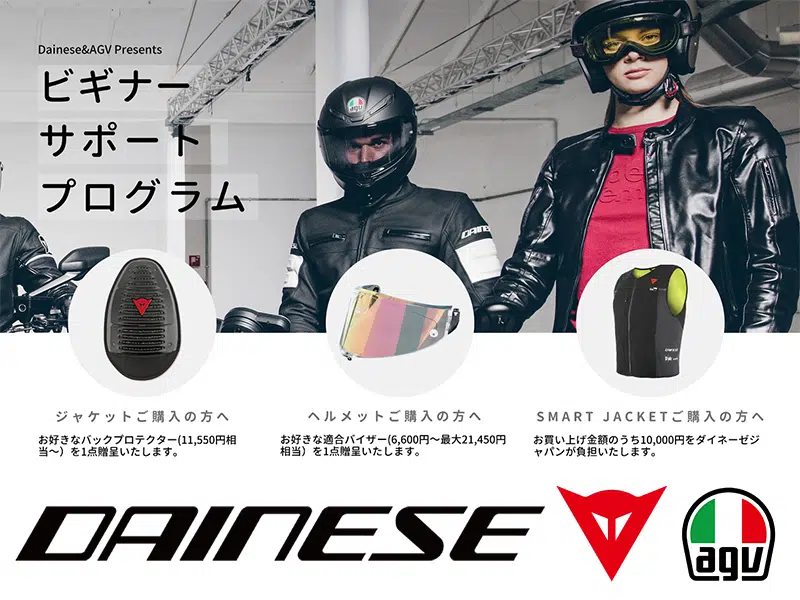 Dainese&AGV Presents
ビギナー
サポート
プログラム
agv
DAINESE
ジャケットご購入の方へ
お好きなバックプロテクター(11,550円相
当〜）を1点贈呈いたします。
ヘルメットご購入の方へ
お好きな適合バイザー(6,600円〜最大21,450円
相当）を1点贈呈いたします。
SMART JACKETご購入の方へ
お買い上げ金額のうち10,000円をダイネーゼジ
ャパンが負担いたします。
DAINESE
agv